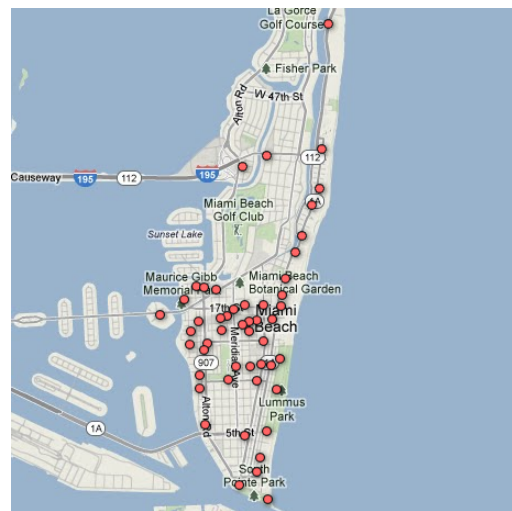 La Gorce
Golf Course
Fisher Park
Alton Rd
W 47th St
112
195
Causeway
195
112
A1A
Miami Beach
Golf Club
Sunset Lake
Maurice Gibb
Memorial Park
Miami Beach
Botanical Garden
17th
Miami
Beach
Meridian Ave
907
Lummus
Park
Alton Rd
1A
5th St
South
Pointe Park